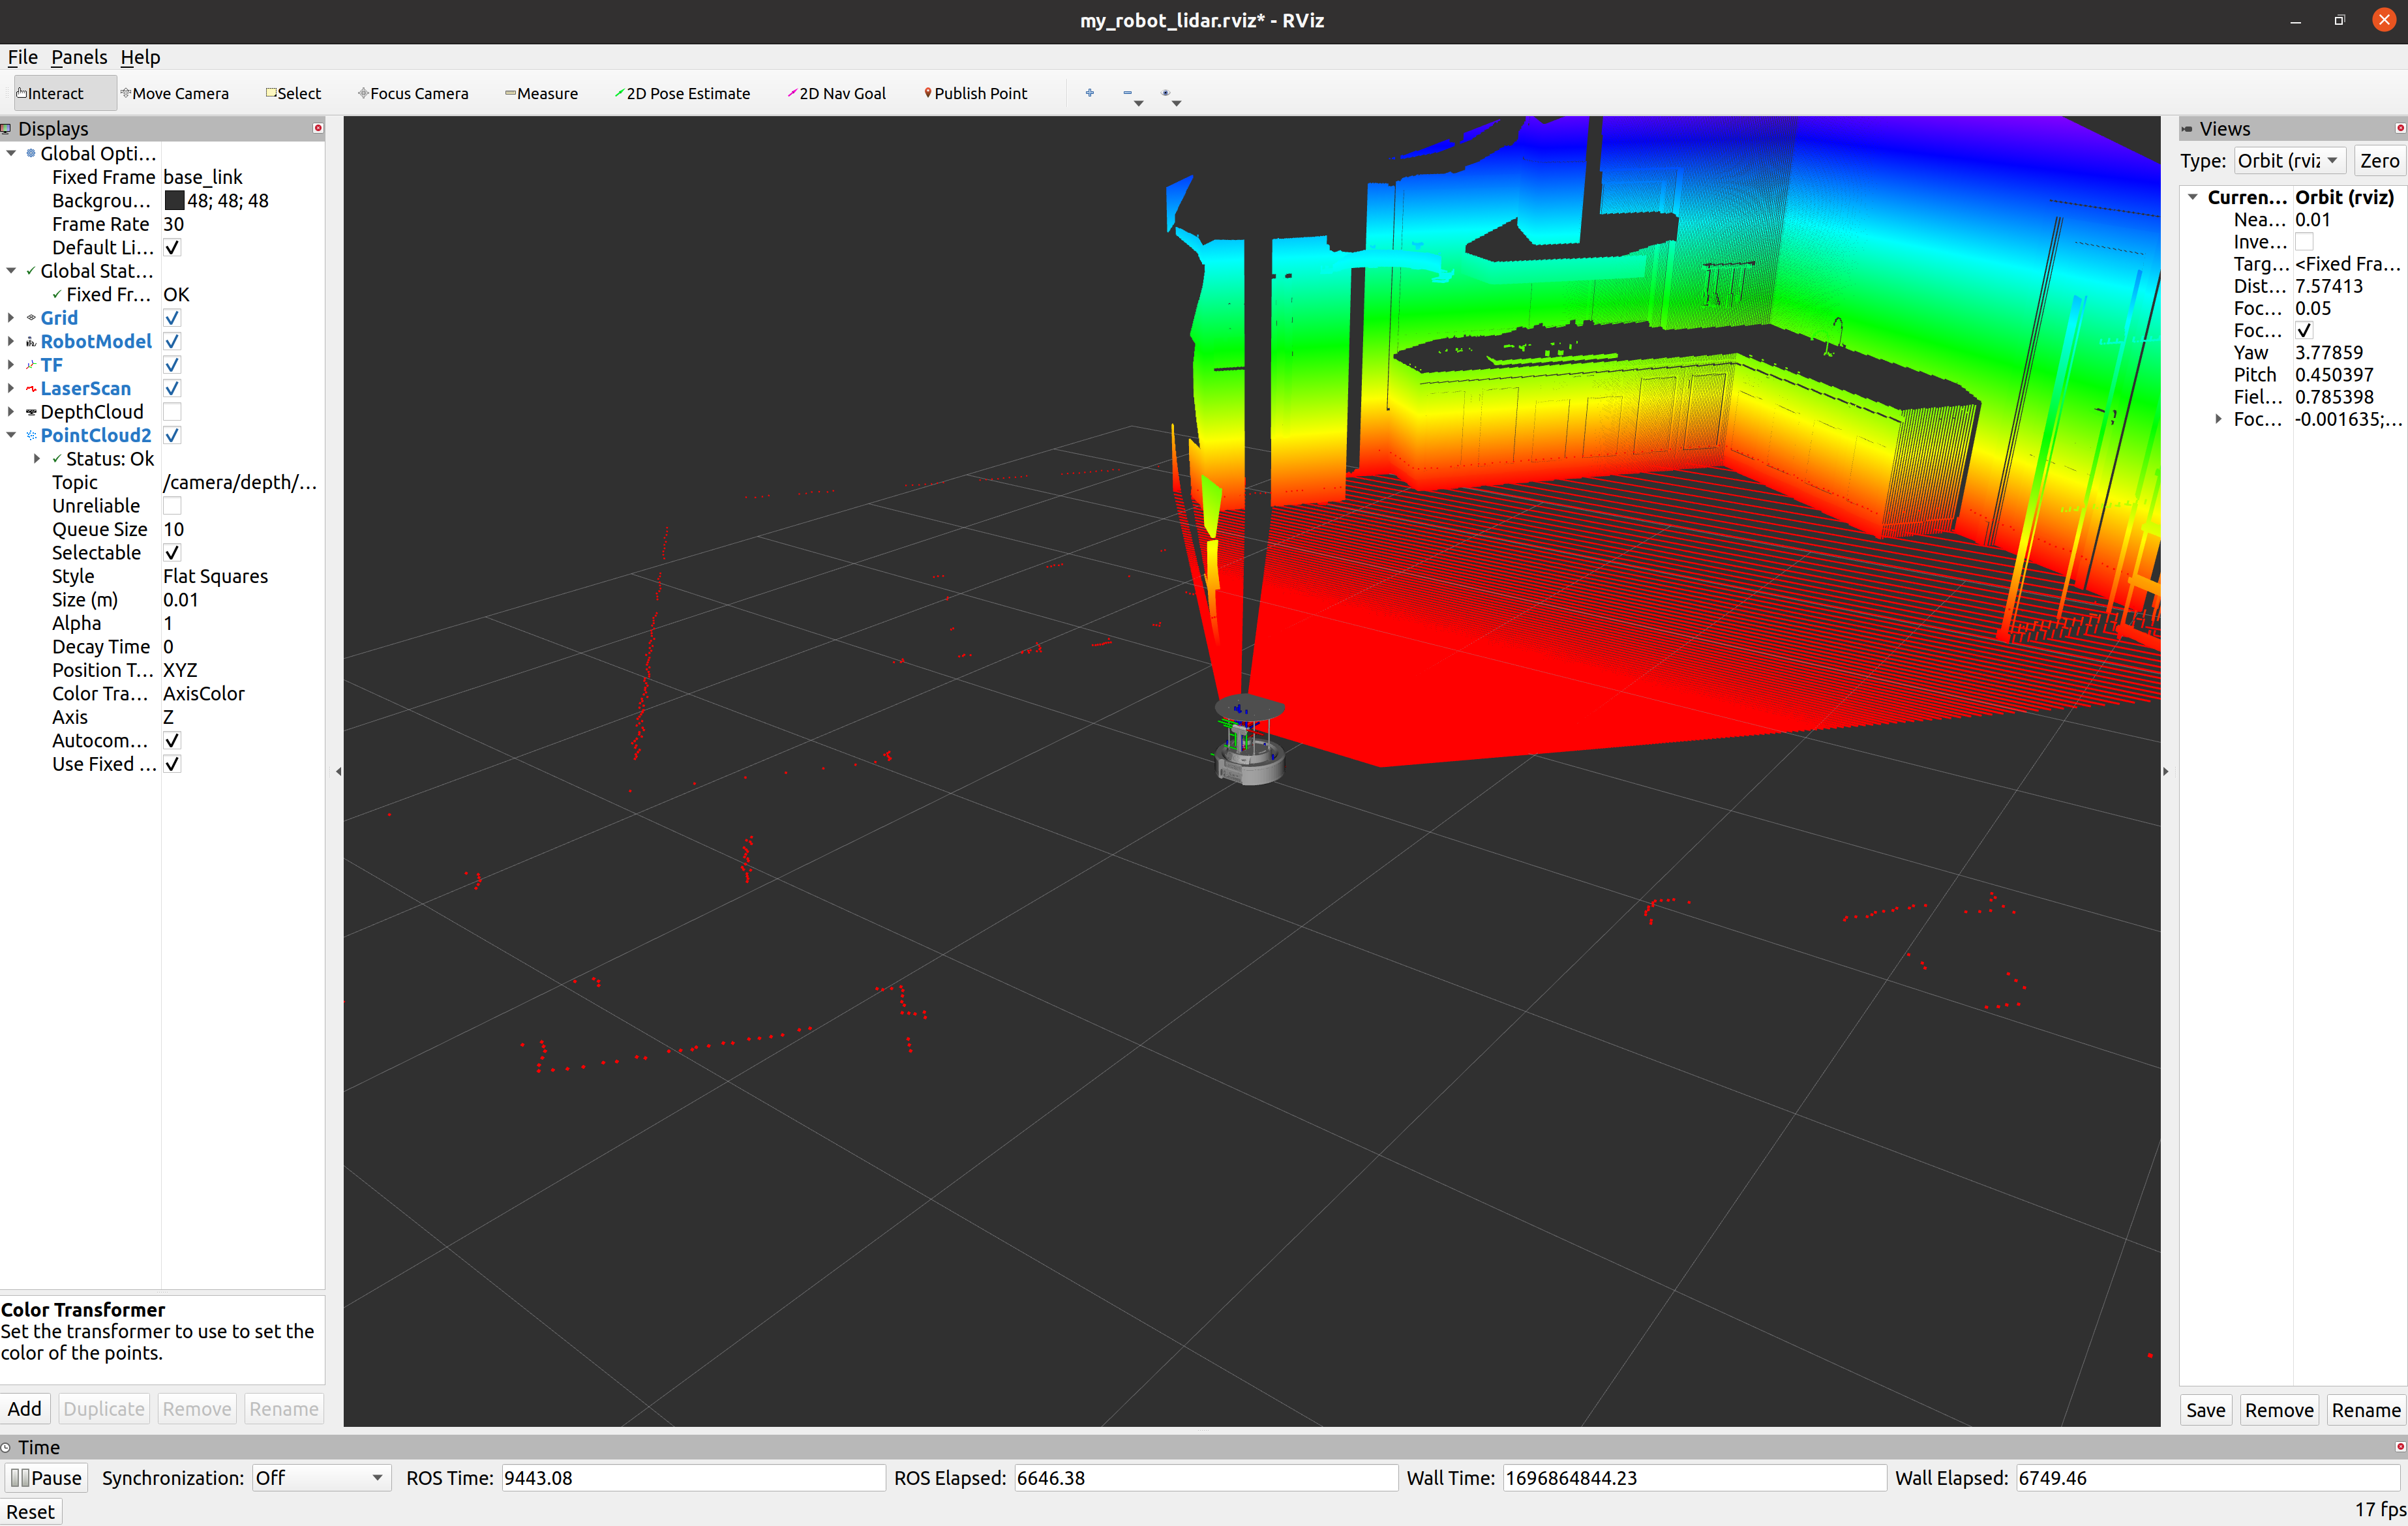 my_robot_lidar.rviz* - RViz
File Panels Help
Interact Move Camera Select Focus Camera Measure 2D Pose Estimate 2D Nav Goal Publish Point
Displays
Global Opti...
Fixed Frame base_link
Backgrou... 48; 48; 48
Frame Rate 30
Default Li...
Global Stat...
Fixed Fr... OK
Grid
RobotModel
TF
LaserScan
DepthCloud
PointCloud2
Status: Ok
Topic /camera/depth/...
Unreliable
Queue Size 10
Selectable
Style Flat Squares
Size (m) 0.01
Alpha 1
Decay Time 0
Position T... XYZ
Color Tra... AxisColor
Axis Z
Autocom...
Use Fixed ...
Color Transformer
Set the transformer to use to set the
color of the points.
Add Duplicate Remove Rename
Views
Type: Orbit (rviz Zero
Curren... Orbit (rviz)
Nea... 0.01
Inve...
Targ... <Fixed Fra...
Dist... 7.57413
Foc... 0.05
Foc...
Yaw 3.77859
Pitch 0.450397
Fiel... 0.785398
Foc... -0.001635;...
Save Remove Rename
Time
Pause Synchronization: Off ROS Time: 9443.08 ROS Elapsed: 6646.38 Wall Time: 1696864844.23 Wall Elapsed: 6749.46
Reset 17 fps